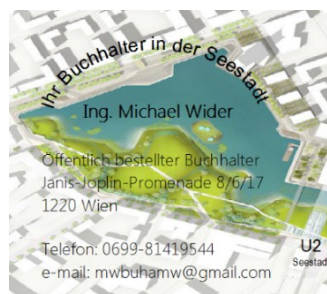 Ihr Buchhalter in der Seestadt
Ing. Michael Wider
Öffentlich bestellter Buchhalter
Janis-Joplin-Promenade 8/6/17
1220 Wien
Telefon: 0699-81419544
e-mail: mwbuhamw@gmail.com
U2
Seestad